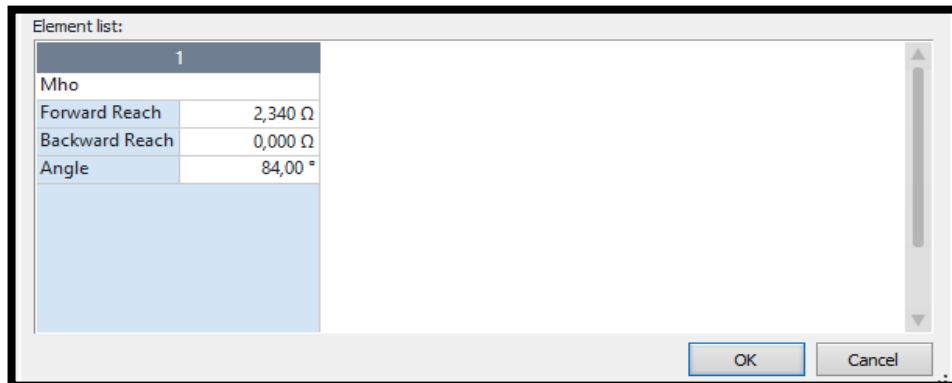 Element list:
1
Mho
Forward Reach 2,340 Ω
Backward Reach 0,000 Ω
Angle 84,00 °
OK Cancel